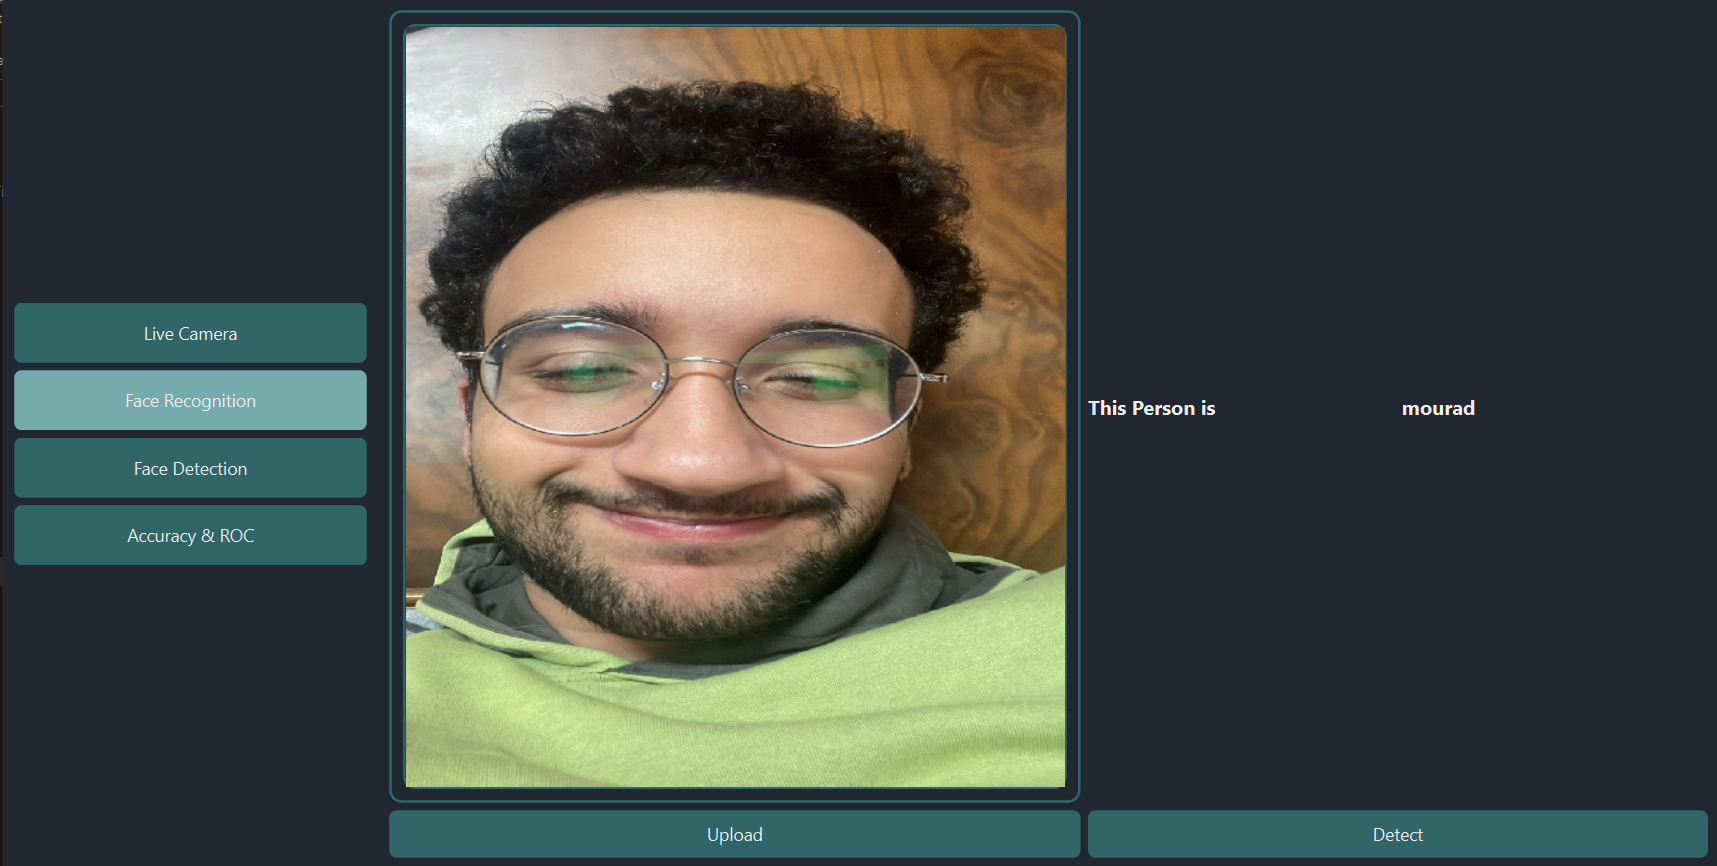 Live Camera
Face Recognition
Face Detection
Accuracy & ROC
This Person is mourad
Upload
Detect